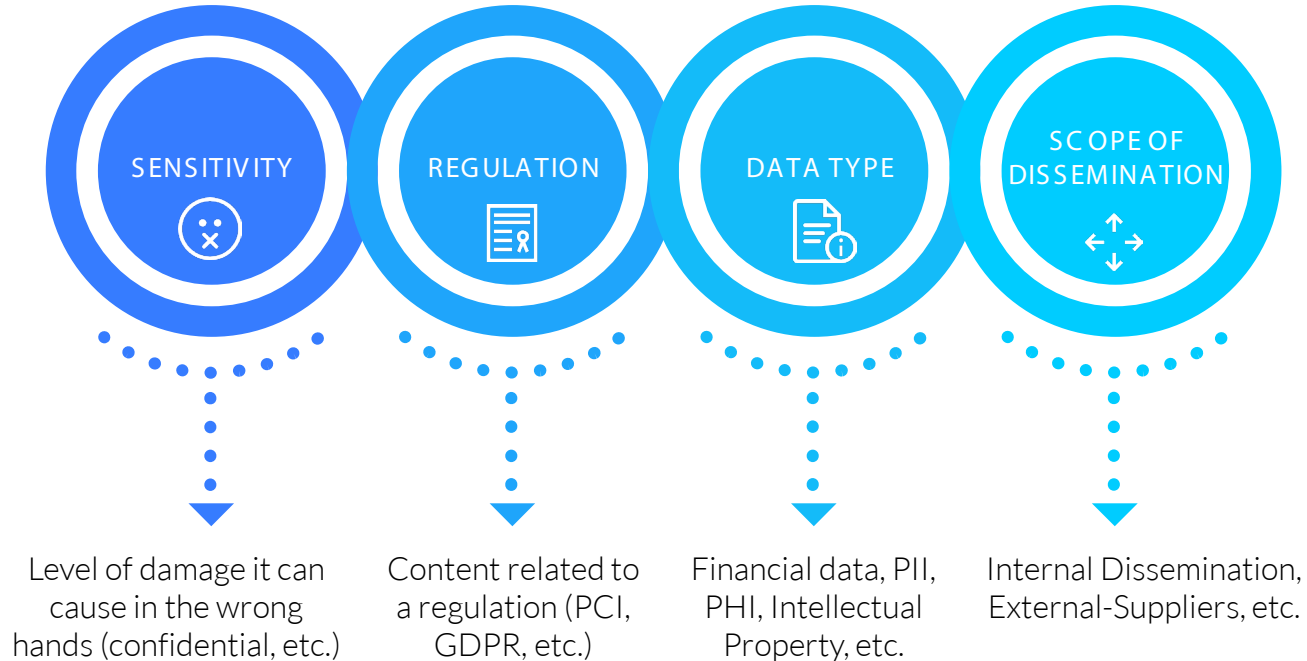 SENSITIVITY
REGULATION
DATA TYPE
SCOPE OF
DISSEMINATION
Level of damage it can
cause in the wrong
hands (confidential, etc.)
Content related to
a regulation (PCI,
GDPR, etc.)
Financial data, PII,
PHI, Intellectual
Property, etc.
Internal Dissemination,
External-Suppliers, etc.